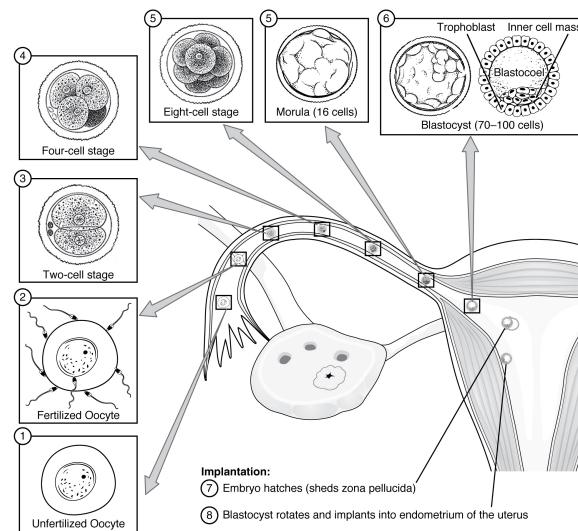 1
Unfertilized Oocyte
2
Fertilized Oocyte
3
Two-cell stage
4
Four-cell stage
5
Eight-cell stage
5
Morula (16 cells)
6
Trophoblast
Inner cell mass
Blastocoel
Blastocyst (70–100 cells)
Implantation:
7 Embryo hatches (sheds zona pellucida)
8 Blastocyst rotates and implants into endometrium of the uterus